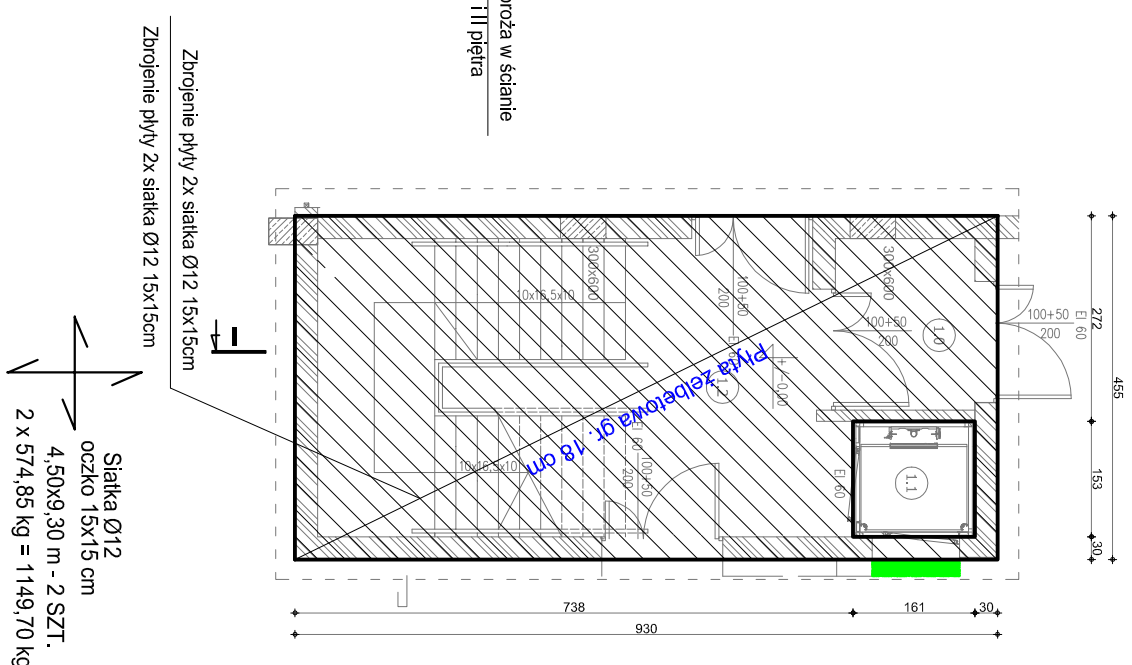 oroża w ścianie
i II piętra
Zbrojenie płyty 2x siatka Ø12 15x15cm
Zbrojenie płyty 2x siatka Ø12 15x15cm
I
Siatka Ø12
oczko 15x15 cm
4,50x9,30 m - 2 SZT.
2 x 574,85 kg = 1149,70 kg
Płyta żelbetowa gr. 18 cm
300x600
300x600
10x16,5x10
10x16,5x10
100+50
200
EI 60
100+50
200
1.0
100+50
200
EI 60
1.2
+/-0,00
EI 60
100+50
200
EI 60
1.1
272
455
153
30
738
161
30
930